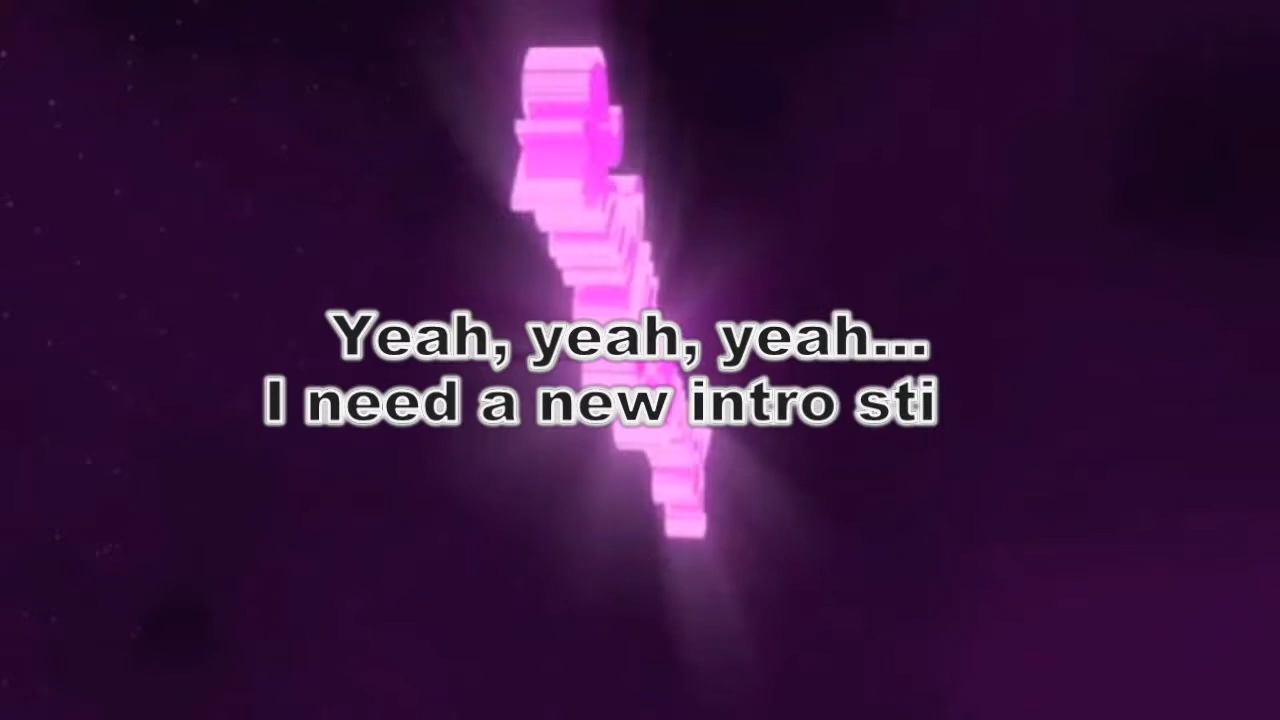 Yeah, yeah, yeah...
I need a new intro sti